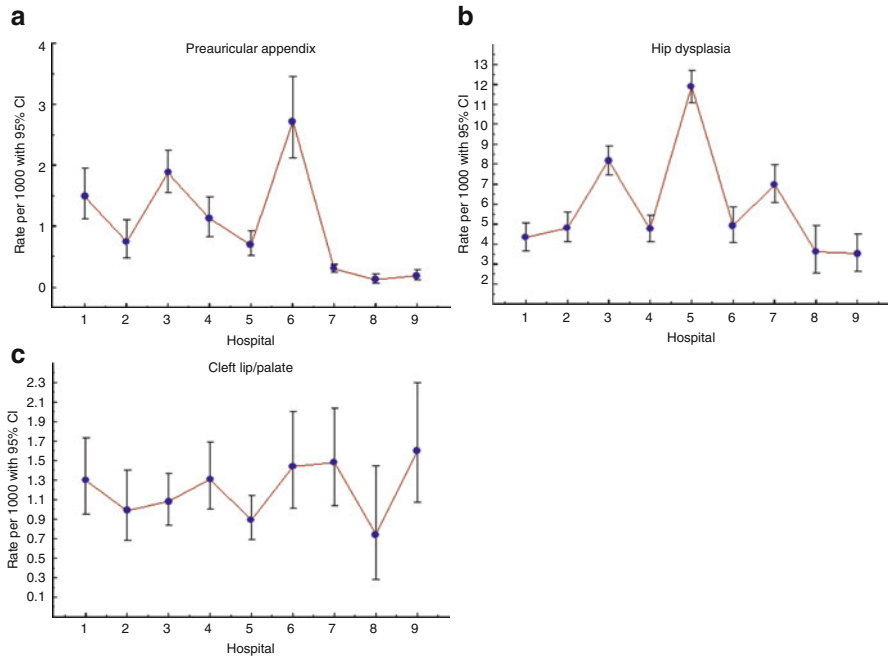 a
Preauricular appendix
Rate per 1000 with 95% CI
4
3
2
1
0
1 2 3 4 5 6 7 8 9
Hospital
b
Hip dysplasia
Rate per 1000 with 95% CI
13
12
11
10
9
8
7
6
5
4
3
2
1 2 3 4 5 6 7 8 9
Hospital
c
Cleft lip/palate
Rate per 1000 with 95% CI
2.3
2.1
1.9
1.7
1.5
1.3
1.1
0.9
0.7
0.5
0.3
0.1
1 2 3 4 5 6 7 8 9
Hospital